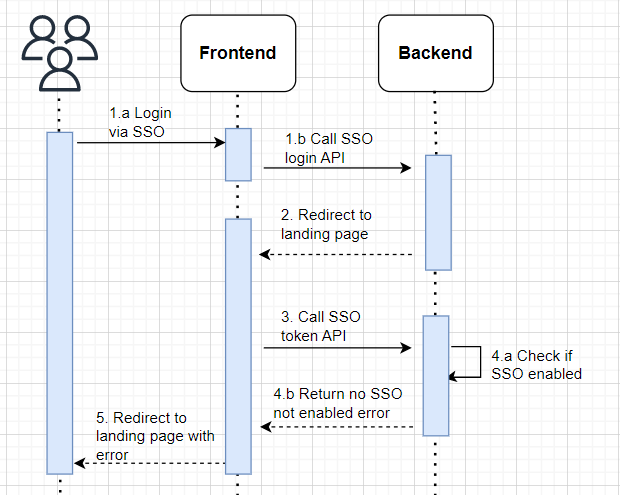 Frontend
Backend
1.a Login
via SSO
1.b Call SSO
login API
2. Redirect to
landing page
3. Call SSO
token API
4.a Check if
SSO enabled
4.b Return no SSO
not enabled error
5. Redirect to
landing page with
error